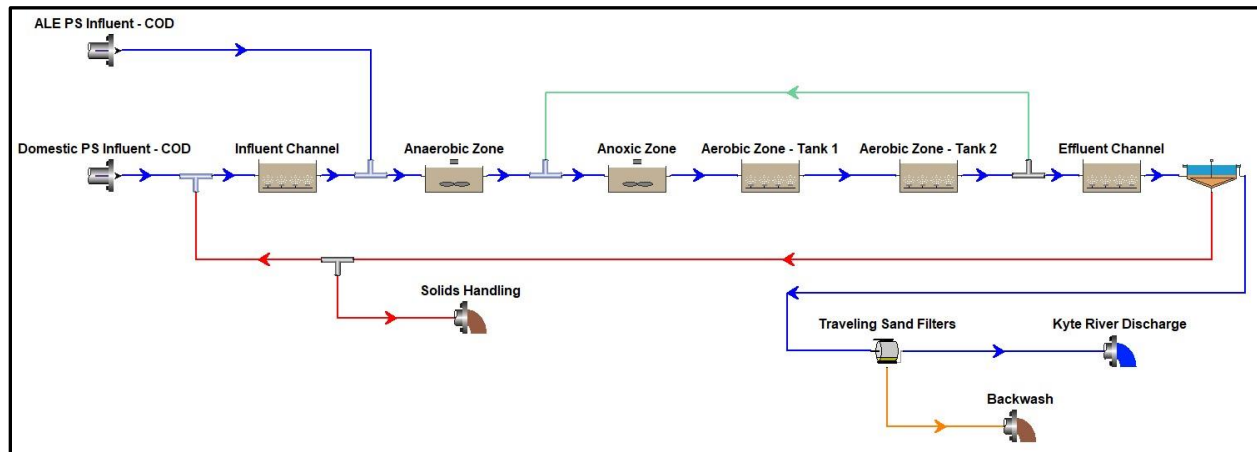 ALE PS Influent - COD
Domestic PS Influent - COD
Influent Channel
Anaerobic Zone
Anoxic Zone
Aerobic Zone - Tank 1
Aerobic Zone - Tank 2
Effluent Channel
Solids Handling
Traveling Sand Filters
Kyte River Discharge
Backwash